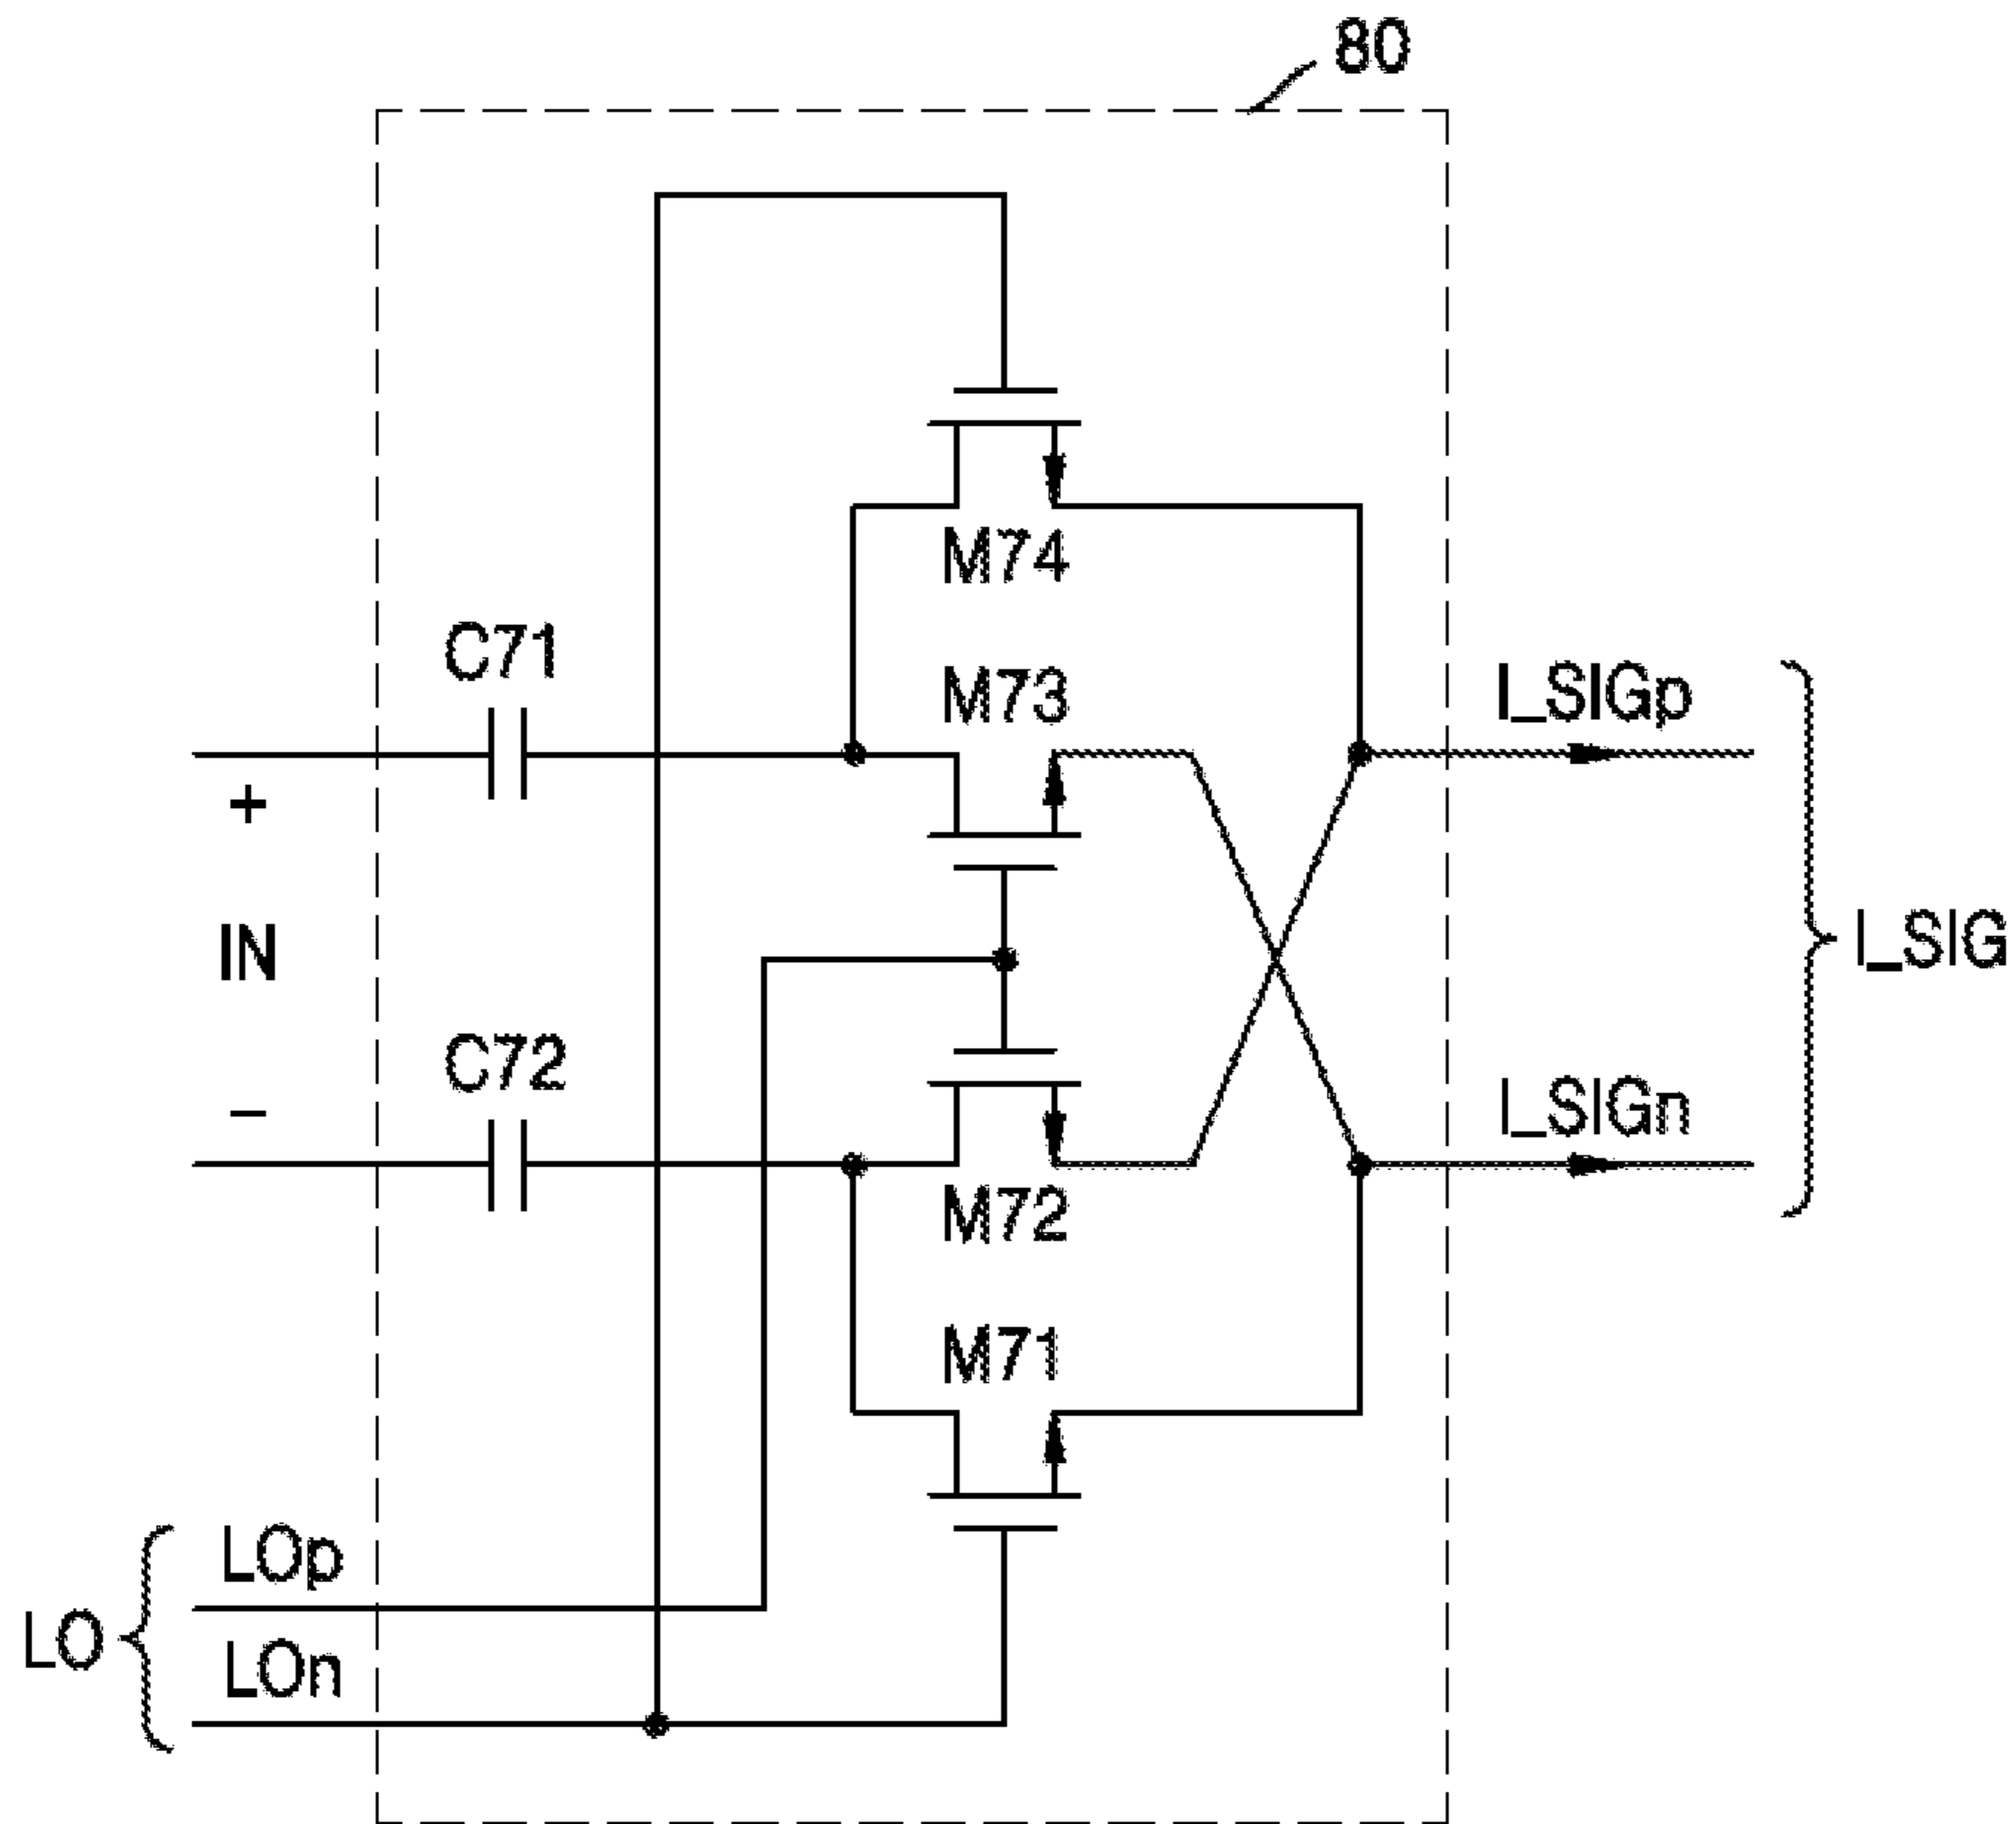 80
M74
C71
M73
I_SIGp
+
IN
I_SIG
C72
−
I_SIGn
M72
M71
LOp
LO
LOn